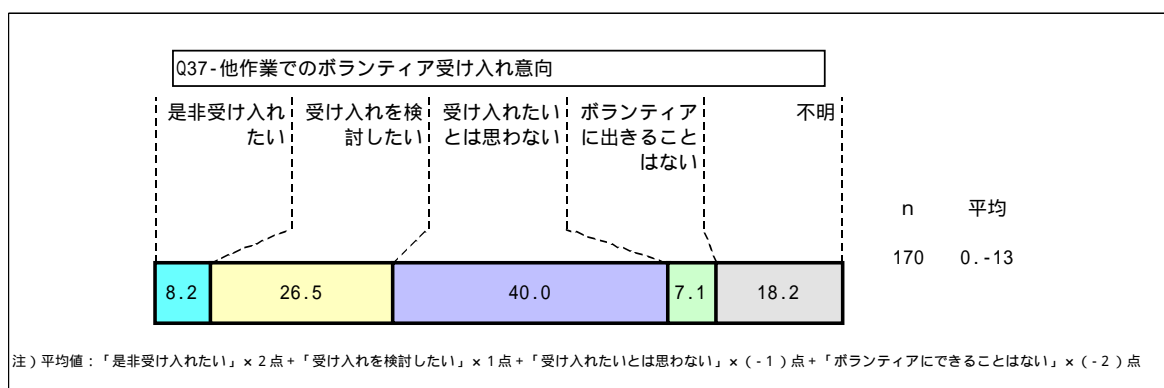 Q37-他作業でのボランティア受け入れ意向
是非受け入れ
たい
受け入れを検
討したい
受け入れたい
とは思わない
ボランティア
に出きること
はない
不明
n 平均
170 0.-13
8.2 26.5 40.0 7.1 18.2
注）平均値：「是非受け入れたい」×２点+「受け入れを検討したい」×１点+「受け入れたいとは思わない」×(-１)点+「ボランティアにできることはない」×(-２)点